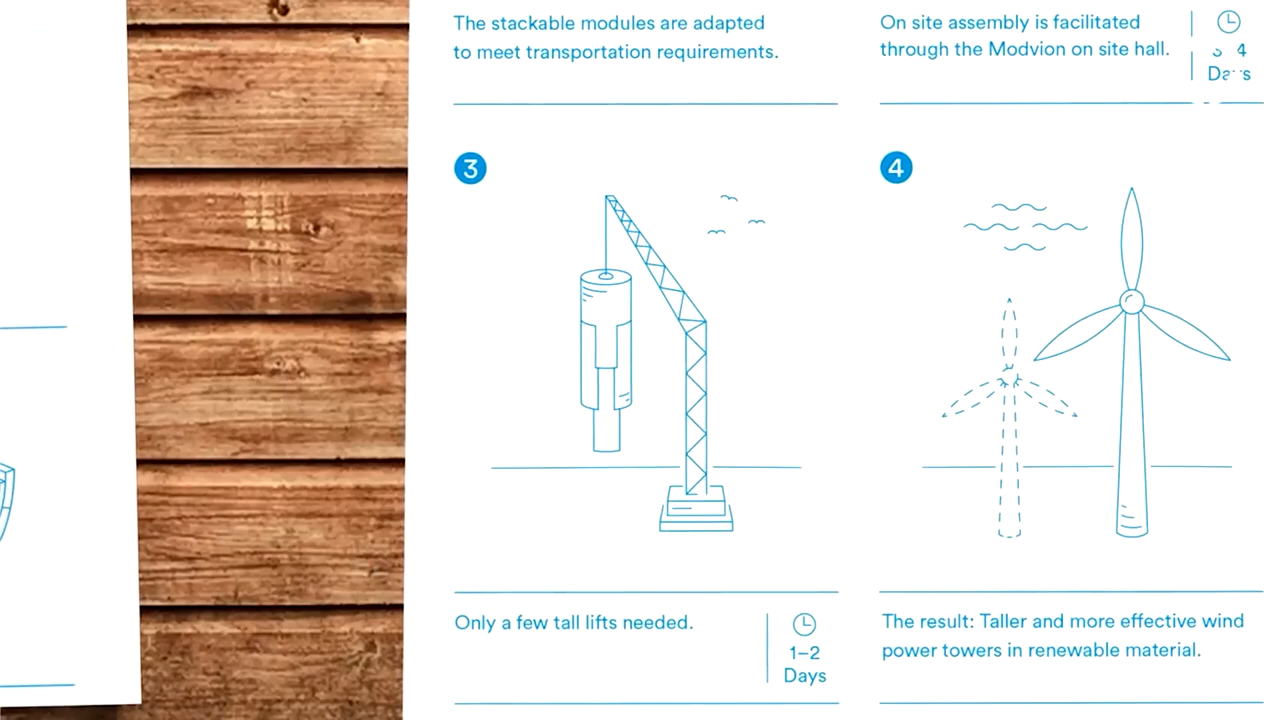 The stackable modules are adapted
to meet transportation requirements.
On site assembly is facilitated
through the Modvion on site hall.
4
3
Only a few tall lifts needed.
1–2
Days
4
The result: Taller and more effective wind
power towers in renewable material.